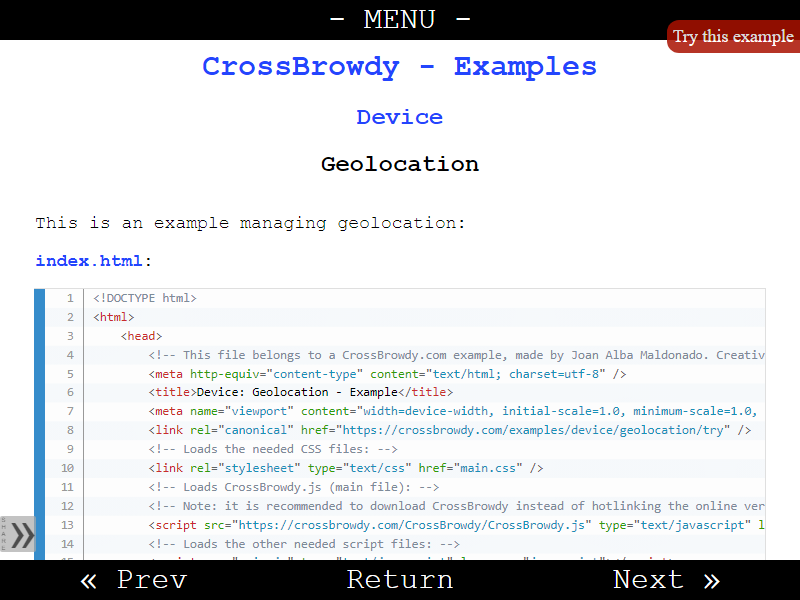 - MENU -
Try this example
CrossBrowdy - Examples
Device
Geolocation
This is an example managing geolocation:
index.html:
1 <!DOCTYPE html>
2 <html>
3 <head>
4 <!-- This file belongs to a CrossBrowdy.com example, made by Joan Alba Maldonado. Creativ
5 <meta http-equiv="content-type" content="text/html; charset=utf-8" />
6 <title>Device: Geolocation - Example</title>
7 <meta name="viewport" content="width=device-width, initial-scale=1.0, minimum-scale=1.0,
8 <link rel="canonical" href="https://crossbrowdy.com/examples/device/geolocation/try" />
9 <!-- Loads the needed CSS files: -->
10 <link rel="stylesheet" type="text/css" href="main.css" />
11 <!-- Loads CrossBrowdy.js (main file): -->
12 <!-- Note: it is recommended to download CrossBrowdy instead of hotlinking the online ver
13 <script src="https://crossbrowdy.com/CrossBrowdy/CrossBrowdy.js" type="text/javascript" l
14 <!-- Loads the other needed script files: -->
SHARE »
« Prev Return Next »